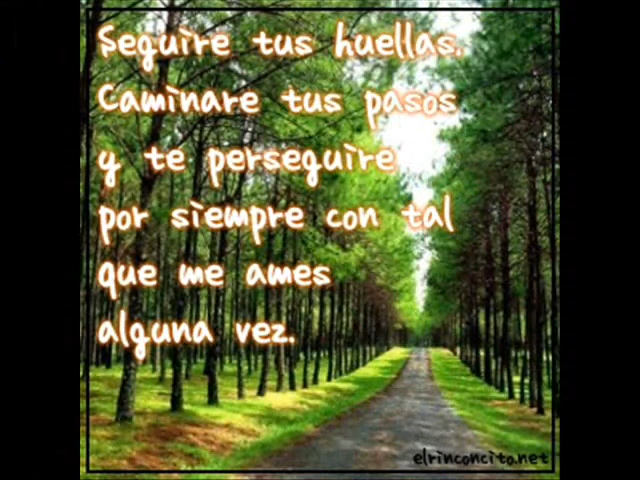 Seguire tus huellas.
Caminare tus pasos
y te perseguire
por siempre con tal
que me ames
alguna vez.
elrinconcito.net